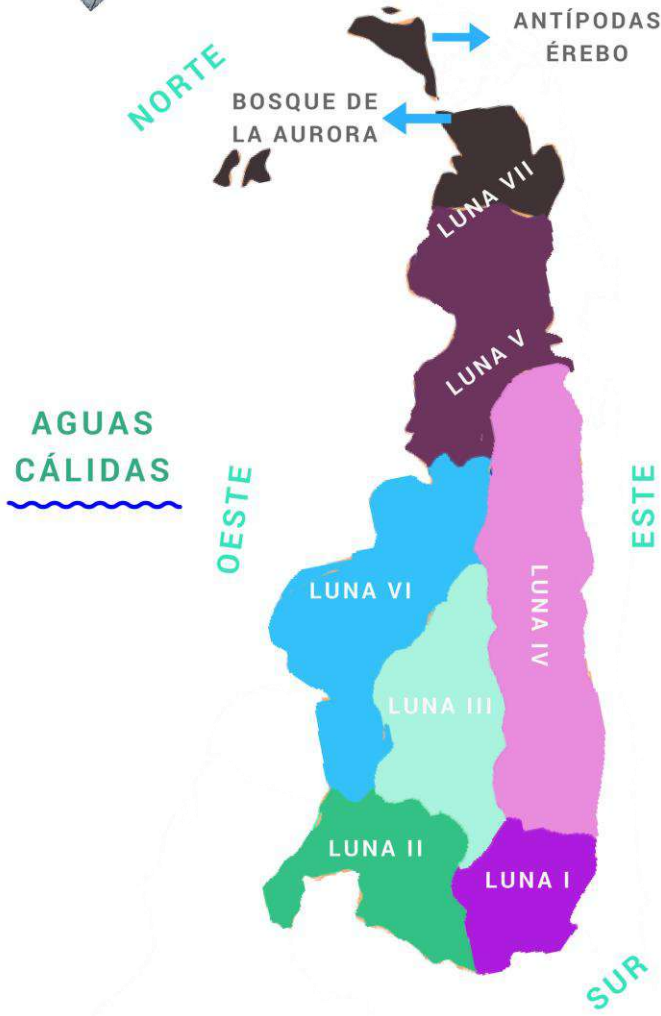 ANTÍPODAS
ÉREBO
NORTE
BOSQUE DE
LA AURORA
LUNA VII
LUNA V
AGUAS
CÁLIDAS
OESTE
ESTE
LUNA VI
LUNA IV
LUNA III
LUNA II
LUNA I
SUR